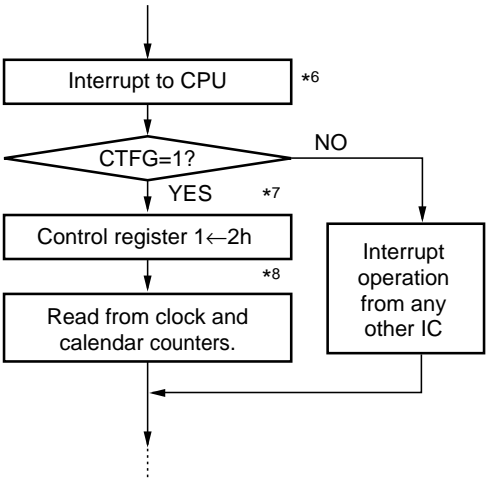 Interrupt to CPU
*6
CTFG=1?
NO
YES
*7
Control register 1←2h
*8
Read from clock and
calendar counters.
Interrupt
operation
from any
other IC